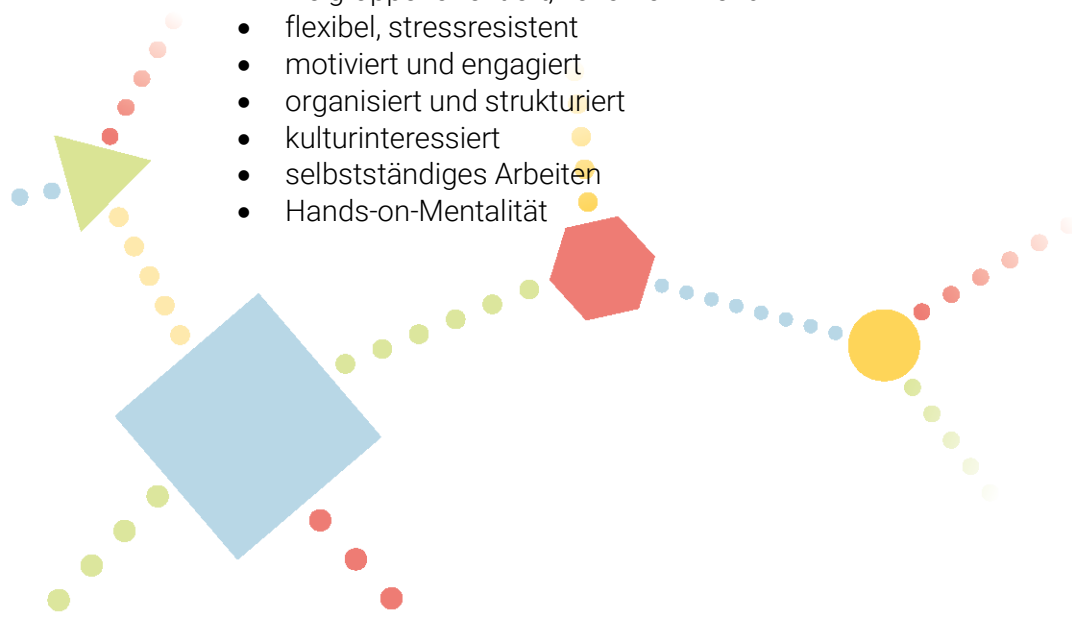 • flexibel, stressresistent
• motiviert und engagiert
• organisiert und strukturiert
• kulturinteressiert
• selbstständiges Arbeiten
• Hands-on-Mentalität